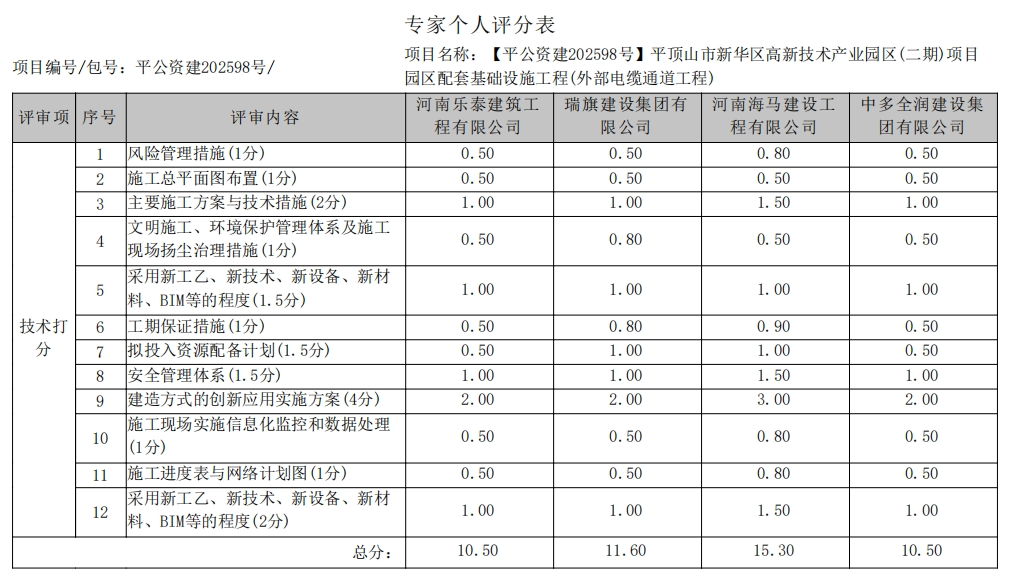 专家个人评分表
项目编号/包号: 平公资建202598号/
项目名称: 【平公资建202598号】平顶山市新华区高新技术产业园区(二期)项目
园区配套基础设施工程(外部电缆通道工程)
评审项 序号 评审内容 河南乐泰建筑工 瑞旗建设集团有 河南海马建设工 中多全润建设集
程有限公司 限公司 程有限公司 团有限公司
1 风险管理措施(1分) 0.50 0.50 0.80 0.50
2 施工总平面图布置(1分) 0.50 0.50 0.50 0.50
3 主要施工方案与技术措施(2分) 1.00 1.00 1.50 1.00
4 文明施工、环境保护管理体系及施工
现场扬尘治理措施(1分) 0.50 0.80 0.50 0.50
5 采用新工乙、新技术、新设备、新材
料、BIM等的程度(1.5分) 1.00 1.00 1.00 1.00
技术打
分
6 工期保证措施(1分) 0.50 0.80 0.90 0.50
7 拟投入资源配备计划(1.5分) 0.50 1.00 1.00 0.50
8 安全管理体系(1.5分) 1.00 1.00 1.50 1.00
9 建造方式的创新应用实施方案(4分) 2.00 2.00 3.00 2.00
10 施工现场实施信息化监控和数据处理
(1分) 0.50 0.50 0.80 0.50
11 施工进度表与网络计划图(1分) 0.50 0.50 0.80 0.50
12 采用新工乙、新技术、新设备、新材
料、BIM等的程度(2分) 1.00 1.00 1.50 1.00
总分: 10.50 11.60 15.30 10.50